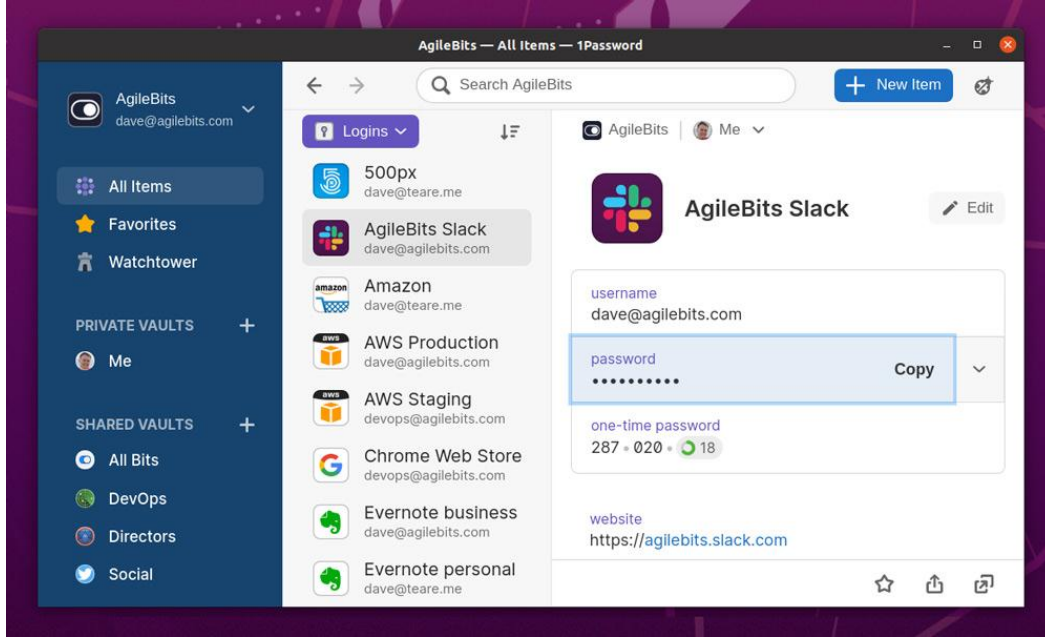 AgileBits — All Items — 1Password
AgileBits
dave@agilebits.com
All Items
Favorites
Watchtower
PRIVATE VAULTS
Me
SHARED VAULTS
All Bits
DevOps
Directors
Social
Search AgileBits
New Item
Logins
500px
dave@teare.me
AgileBits Slack
dave@agilebits.com
amazon
Amazon
dave@teare.me
aws
AWS Production
dave@agilebits.com
aws
AWS Staging
devops@agilebits.com
Chrome Web Store
devops@agilebits.com
Evernote business
dave@agilebits.com
Evernote personal
dave@teare.me
AgileBits | Me
AgileBits Slack
Edit
username
dave@agilebits.com
password
••••••••••
Copy
one-time password
287 • 020 • 18
website
https://agilebits.slack.com